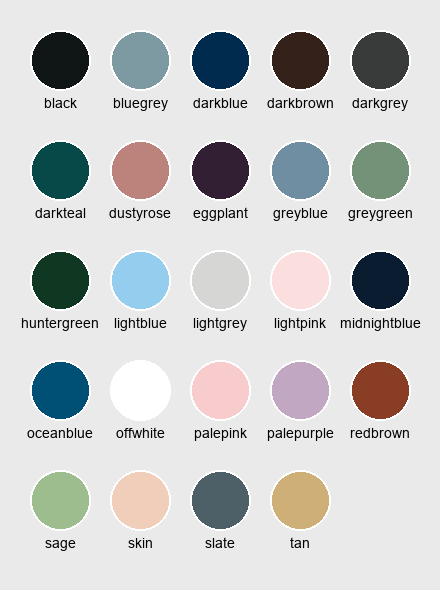 black bluegrey darkblue darkbrown darkgrey
darkteal dustyrose eggplant greyblue greygreen
huntergreen lightblue lightgrey lightpink midnightblue
oceanblue offwhite palepink palepurple redbrown
sage skin slate tan